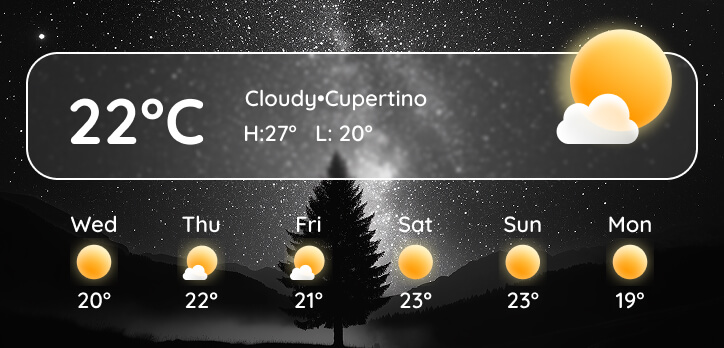 22°C
Cloudy•Cupertino
H:27° L: 20°
Wed Thu Fri Sat Sun Mon
20° 22° 21° 23° 23° 19°